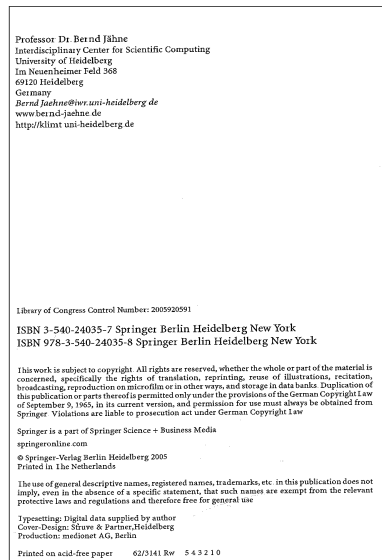 Professor Dr. Bernd Jähne
Interdisciplinary Center for Scientific Computing
University of Heidelberg
Im Neuenheimer Feld 368
69120 Heidelberg
Germany
Bernd Jaehne@iwr.uni-heidelberg de
www.bernd-jaehne.de
http://klimt uni-heidelberg.de
Library of Congress Control Number: 2005920591
ISBN 3-540-24035-7 Springer Berlin Heidelberg New York
ISBN 978-3-540-24035-8 Springer Berlin Heidelberg New York
This work is subject to copyright. All rights are reserved, whether the whole or part of the material is
concerned, specifically the rights of translation, reprinting, reuse of illustrations, recitation,
broadcasting, reproduction on microfilm or in other ways, and storage in data banks. Duplication of
this publication or parts thereof is permitted only under the provisions of the German Copyright Law
of September 9, 1965, in its current version, and permission for use must always be obtained from
Springer Violations are liable to prosecution act under German Copyright Law
Springer is a part of Springer Science + Business Media
springeronline.com
© Springer-Verlag Berlin Heidelberg 2005
Printed in The Netherlands
The use of general descriptive names, registered names, trademarks, etc in this publication does not
imply, even in the absence of a specific statement, that such names are exempt from the relevant
protective laws and regulations and therefore free for general use
Typesetting: Digital data supplied by author
Cover-Design: Struve & Partner,Heidelberg
Production: medionet AG, Berlin
Printed on acid-free paper 62/3141 Rw 5 4 3 2 1 0